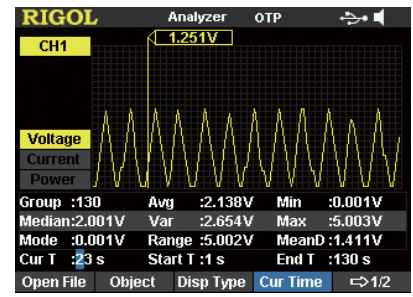 RIGOL Analyzer OTP
CH1 1.251V
Voltage
Current
Power
Group :130 Avg :2.138V Min :0.001V
Median:2.001V Var :2.654V Max :5.003V
Mode :0.001V Range :5.002V MeanD :1.411V
Cur T :23 s Start T :1 s End T :130 s
Open File Object Disp Type Cur Time ⇨1/2